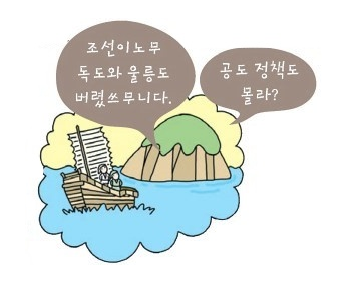 조선이노무
독도와 울릉도
버렸쓰무니다.
공도 정책도
몰라?